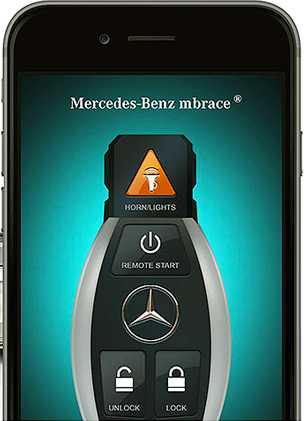 Mercedes-Benz mbrace ®
HORN/LIGHTS
REMOTE START
UNLOCK
LOCK